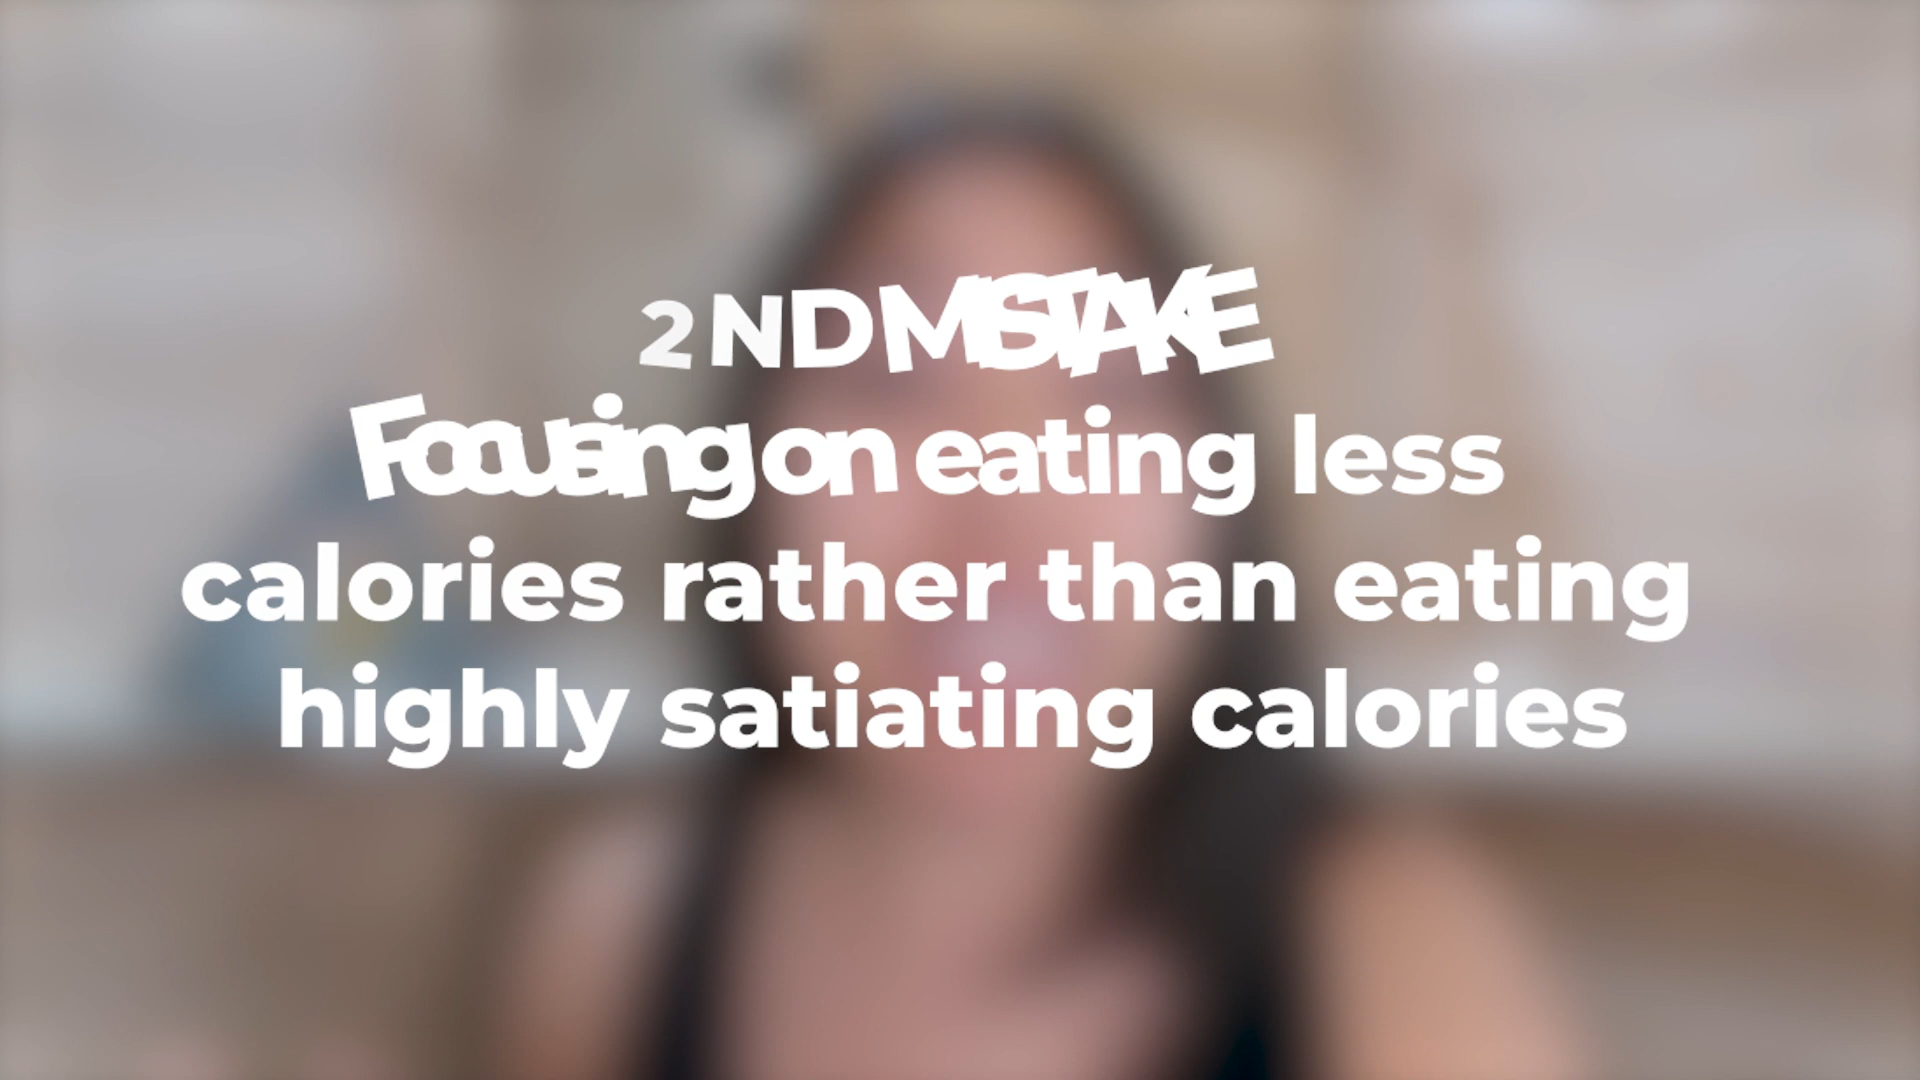 2ND MISTAKE
Focusing on eating less
calories rather than eating
highly satiating calories